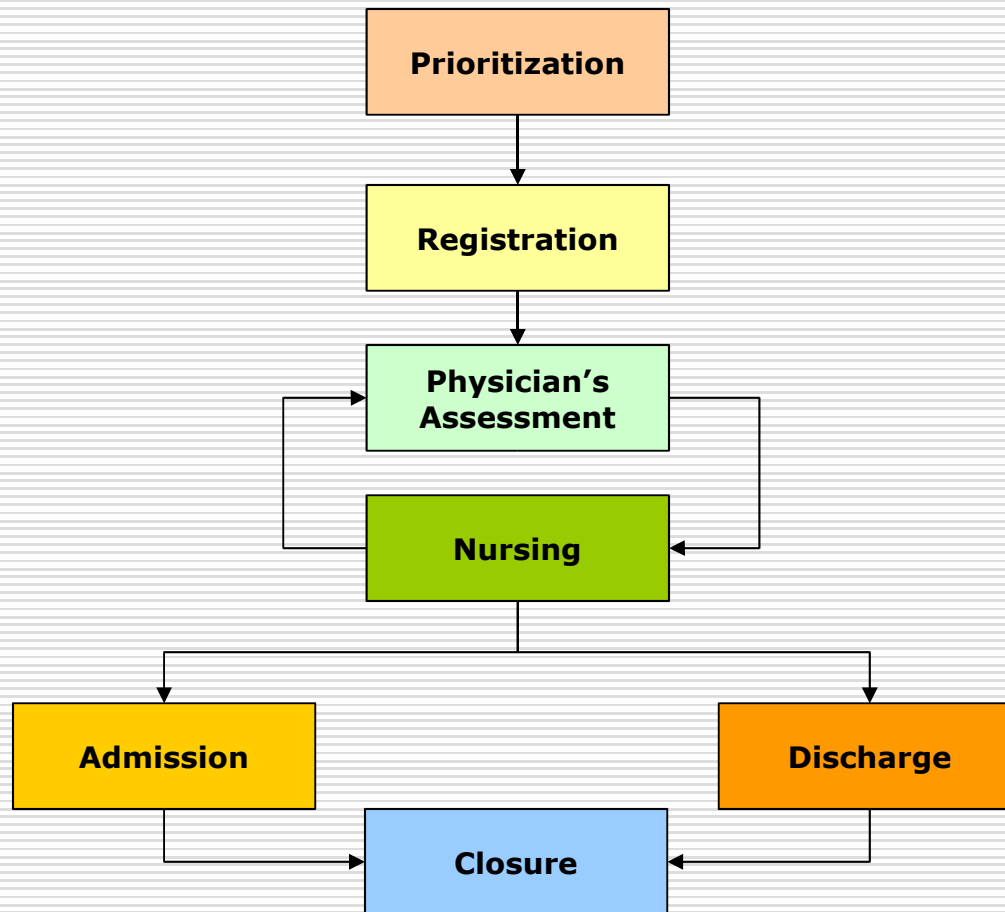 Prioritization
Registration
Physician’s
Assessment
Nursing
Admission
Discharge
Closure